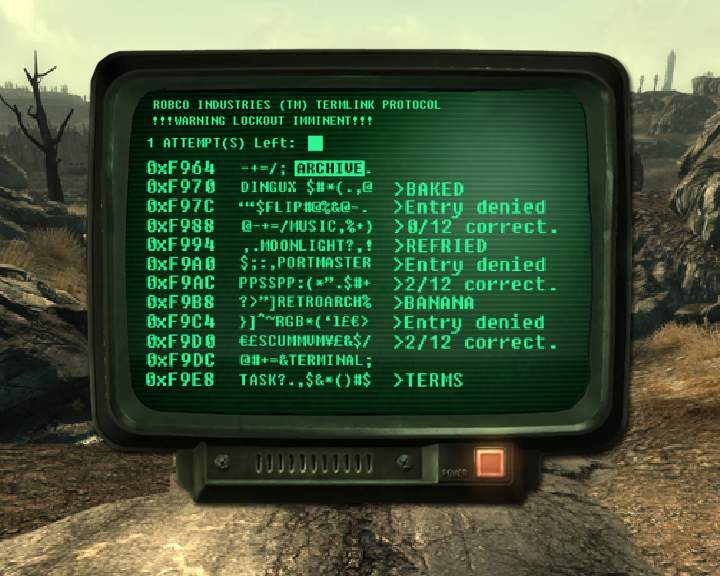 ROBCO INDUSTRIES (TM) TERMLINK PROTOCOL
!!!WARNING LOCKOUT IMMINENT!!!
1 ATTEMPT(S) Left:
0xF964 -+=/; ARCHIVE.
0xF970 DINGUX $#*(.,@ >BAKED
0xF97C ““$FLIP#@%&@-. >Entry denied
0xF988 @-+=/MUSIC,%+) >0/12 correct.
0xF994 ,.MOONLIGHT?,! >REFRIED
0xF9A0 $;:,PORTMASTER >Entry denied
0xF9AC PPSSPP:(*”.$#+ >2/12 correct.
0xF9B8 ?>”]RETROARCH% >BANANA
0xF9C4 }]^~RGB*(‘1£€> >Entry denied
0xF9D0 €£SCUMMVM¥£&$/ >2/12 correct.
0xF9DC @#+=&TERMINAL;
0xF9E8 TASK?.,$&*()#$ >TERMS
POWER